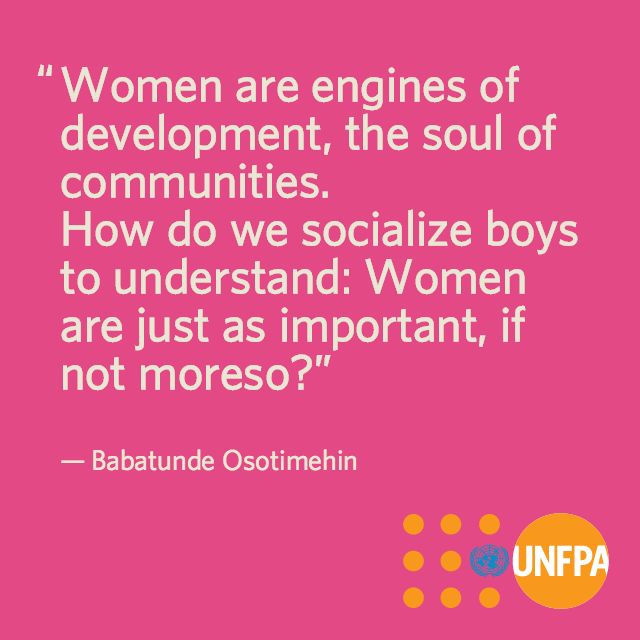 “Women are engines of
development, the soul of
communities.
How do we socialize boys
to understand: Women
are just as important, if
not moreso?”
— Babatunde Osotimehin
UNFPA